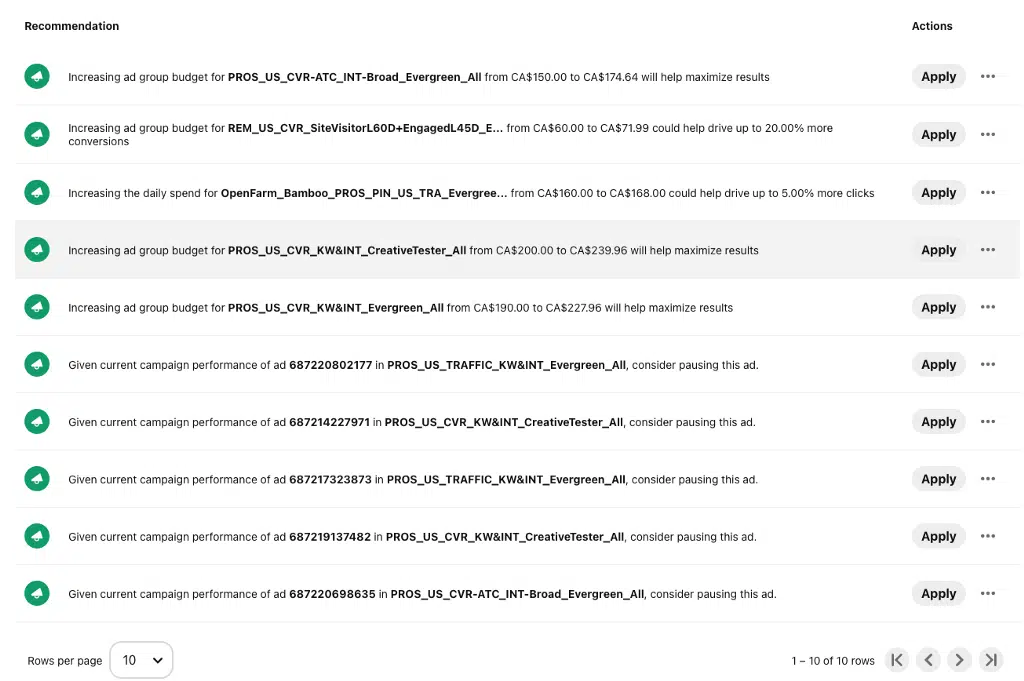 Recommendation Actions
Increasing ad group budget for PROS_US_CVR-ATC_INT-Broad_Evergreen_All from CA$150.00 to CA$174.64 will help maximize results Apply
Increasing ad group budget for REM_US_CVR_SiteVisitorL60D+EngagedL45D_E... from CA$60.00 to CA$71.99 could help drive up to 20.00% more
conversions Apply
Increasing the daily spend for OpenFarm_Bamboo_PROS_PIN_US_TRA_Evergree... from CA$160.00 to CA$168.00 could help drive up to 5.00% more clicks Apply
Increasing ad group budget for PROS_US_CVR_KW&INT_CreativeTester_All from CA$200.00 to CA$239.96 will help maximize results Apply
Increasing ad group budget for PROS_US_CVR_KW&INT_Evergreen_All from CA$190.00 to CA$227.96 will help maximize results Apply
Given current campaign performance of ad 687220802177 in PROS_US_TRAFFIC_KW&INT_Evergreen_All, consider pausing this ad. Apply
Given current campaign performance of ad 687214227971 in PROS_US_CVR_KW&INT_CreativeTester_All, consider pausing this ad. Apply
Given current campaign performance of ad 687217323873 in PROS_US_TRAFFIC_KW&INT_Evergreen_All, consider pausing this ad. Apply
Given current campaign performance of ad 687219137482 in PROS_US_CVR_KW&INT_CreativeTester_All, consider pausing this ad. Apply
Given current campaign performance of ad 687220698635 in PROS_US_CVR-ATC_INT-Broad_Evergreen_All, consider pausing this ad. Apply
Rows per page 10 1 – 10 of 10 rows